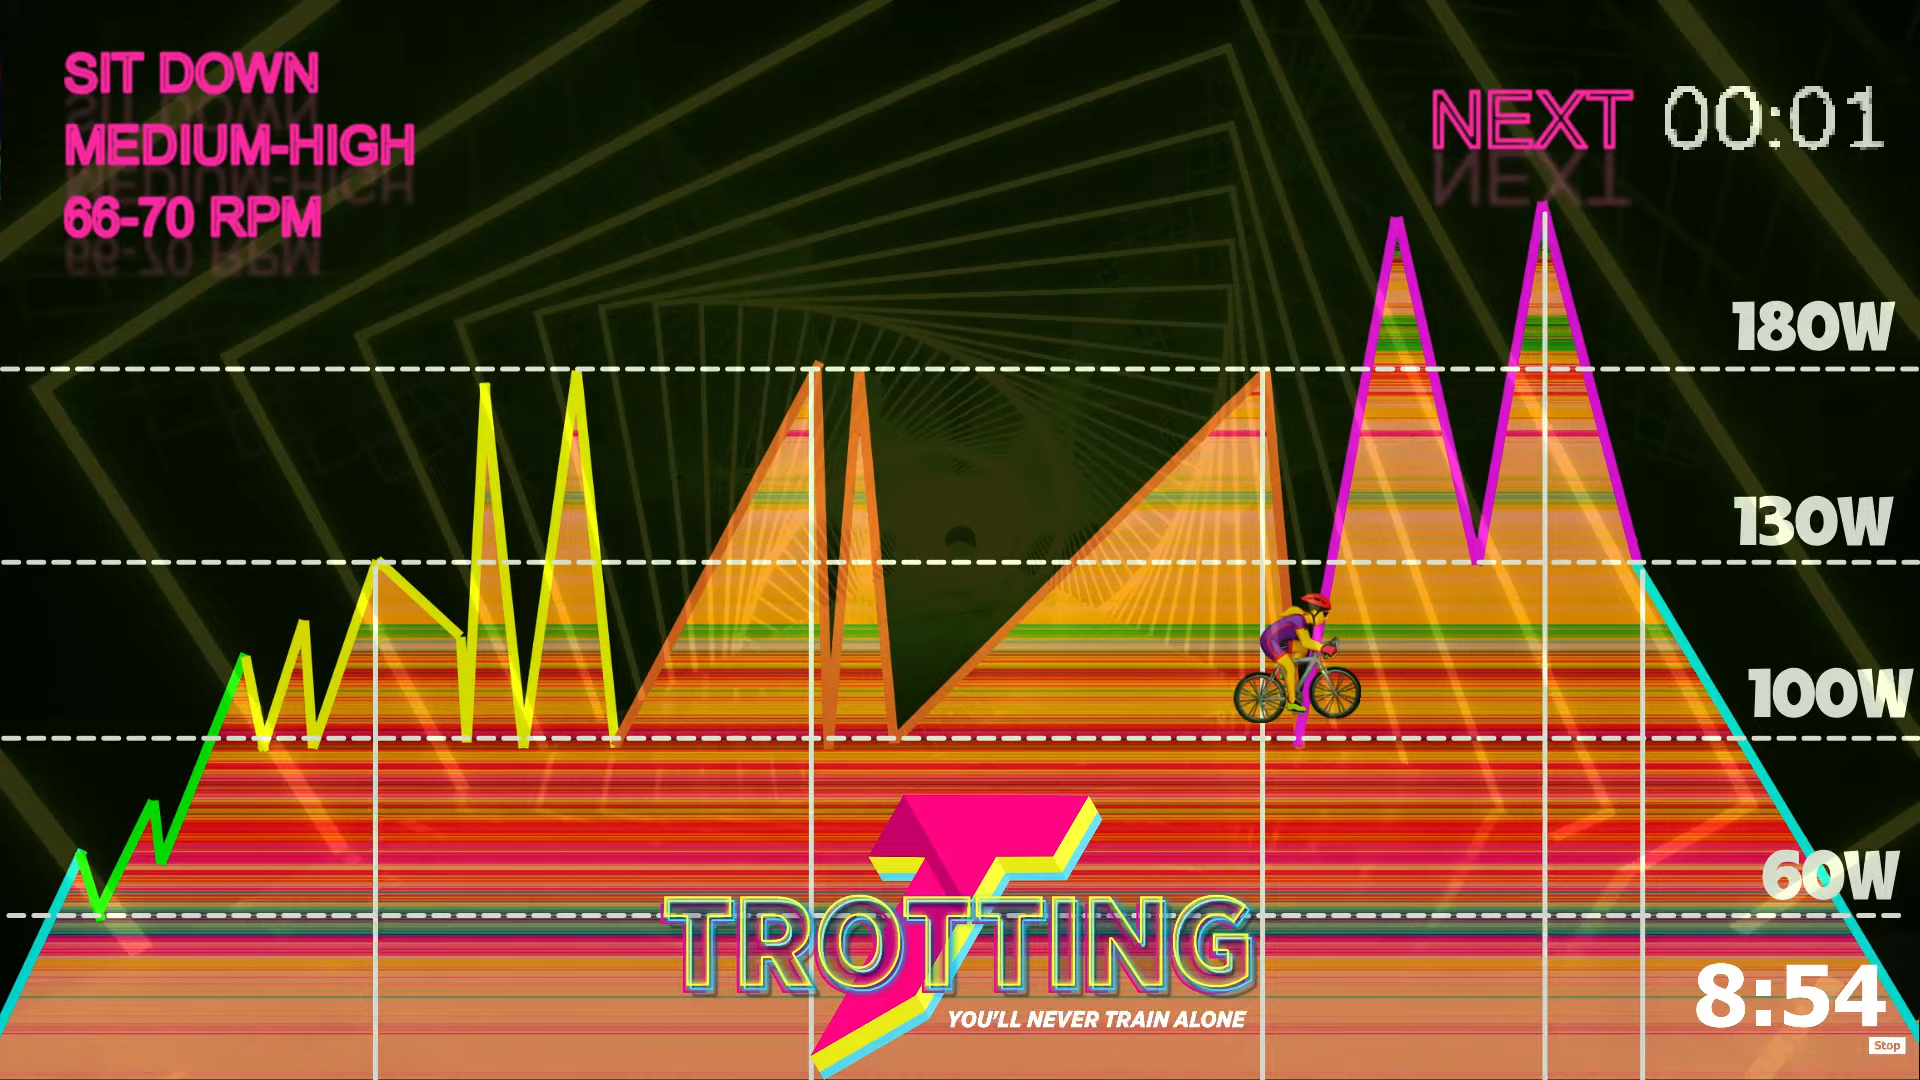 SIT DOWN
MEDIUM-HIGH
66-70 RPM
NEXT 00:01
180W
130W
100W
60W
TROTTING
YOU'LL NEVER TRAIN ALONE
8:54
Stop